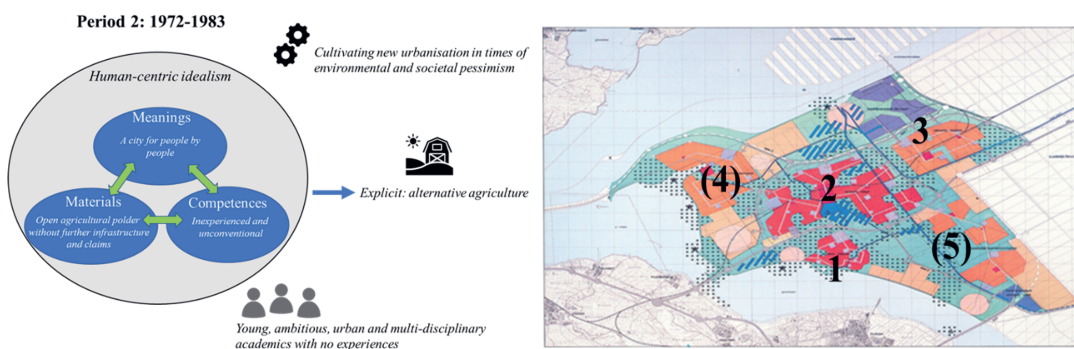 Period 2: 1972-1983
Human-centric idealism
Meanings
A city for people by
people
Materials
Open agricultural polder
without further infrastructure
and claims
Competences
Inexperienced and
unconventional
Cultivating new urbanisation in times of
environmental and societal pessimism
Explicit: alternative agriculture
Young, ambitious, urban and multi-disciplinary
academics with no experiences
3
(4)
2
(5)
1